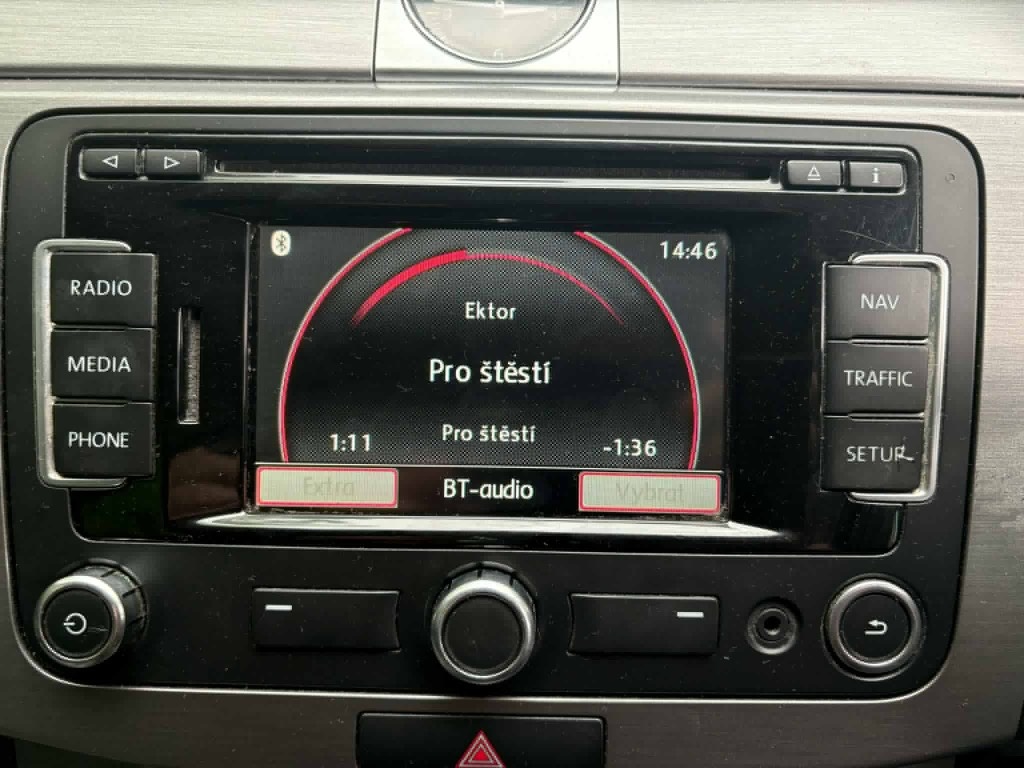 6
i
14:46
RADIO
NAV
Ektor
MEDIA
Pro štěstí
TRAFFIC
PHONE
1:11
Pro štěstí
-1:36
SETUP
Extra
BT-audio
Vybrat